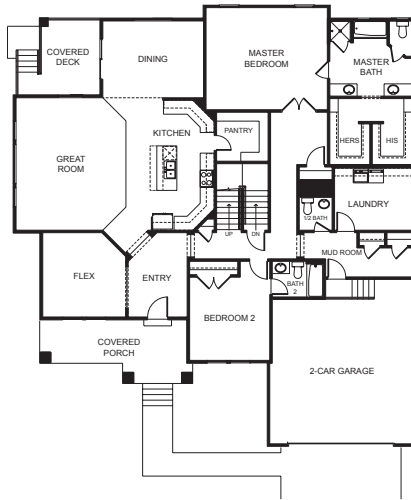 COVERED
DECK
DINING
MASTER
BEDROOM
MASTER
BATH
KITCHEN
PANTRY
HERS
HIS
GREAT
ROOM
LAUNDRY
1/2 BATH
UP
DN
MUD ROOM
FLEX
ENTRY
BATH
2
BEDROOM 2
COVERED
PORCH
2-CAR GARAGE